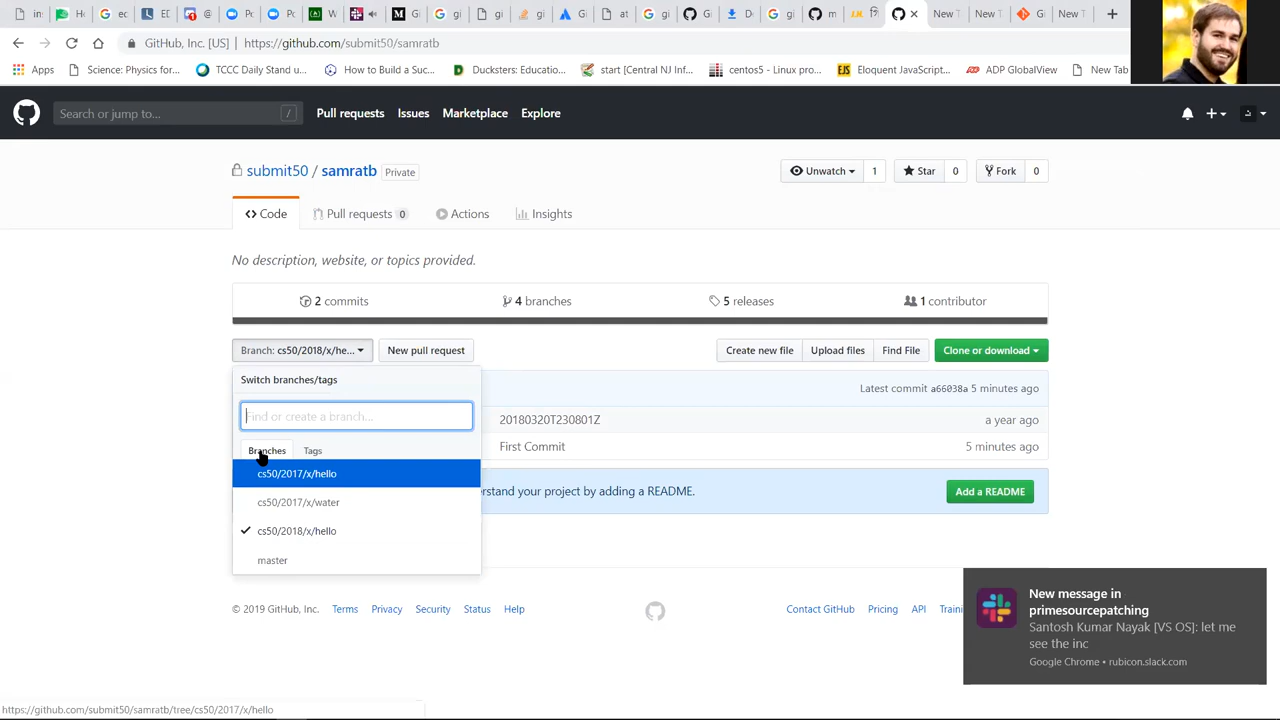 GitHub, Inc. [US] | https://github.com/submit50/samratb
Apps Science: Physics for... TCCC Daily Stand u... How to Build a Suc... Ducksters: Educatio... start [Central NJ Inf... centos5 - Linux pro... Eloquent JavaScript... ADP GlobalView New Tab
Search or jump to... / Pull requests Issues Marketplace Explore
submit50 / samratb Private
Unwatch 1 Star 0 Fork 0
Code Pull requests 0 Actions Insights
No description, website, or topics provided.
2 commits 4 branches 5 releases 1 contributor
Branch: cs50/2018/x/he... New pull request Create new file Upload files Find File Clone or download
Switch branches/tags
Latest commit a66038a 5 minutes ago
Find or create a branch...
20180320T230801Z a year ago
Branches Tags
First Commit 5 minutes ago
cs50/2017/x/hello
understand your project by adding a README. Add a README
cs50/2017/x/water
cs50/2018/x/hello
master
© 2019 GitHub, Inc. Terms Privacy Security Status Help Contact GitHub Pricing API Traini
New message in
primesourcepatching
Santosh Kumar Nayak [VS OS]: let me
see the inc
Google Chrome • rubicon.slack.com
https://github.com/submit50/samratb/tree/cs50/2017/x/hello